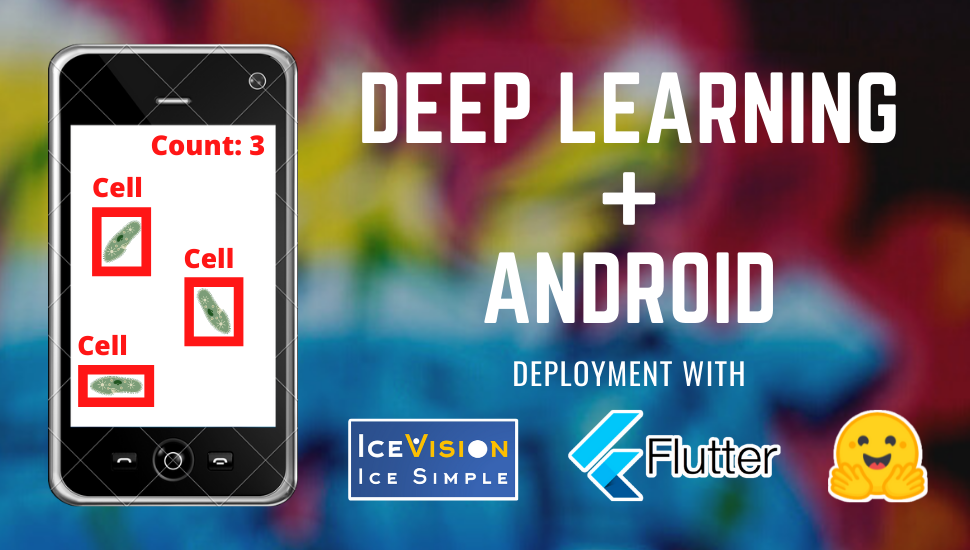 Count: 3
Cell
Cell
Cell
DEEP LEARNING
+
ANDROID
DEPLOYMENT WITH
ICEVISION
ICE SIMPLE
Flutter